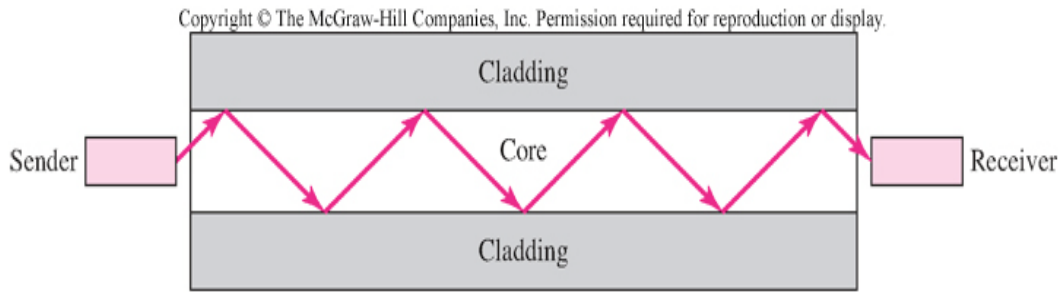 Copyright © The McGraw-Hill Companies, Inc. Permission required for reproduction or display.
Cladding
Sender
Core
Receiver
Cladding